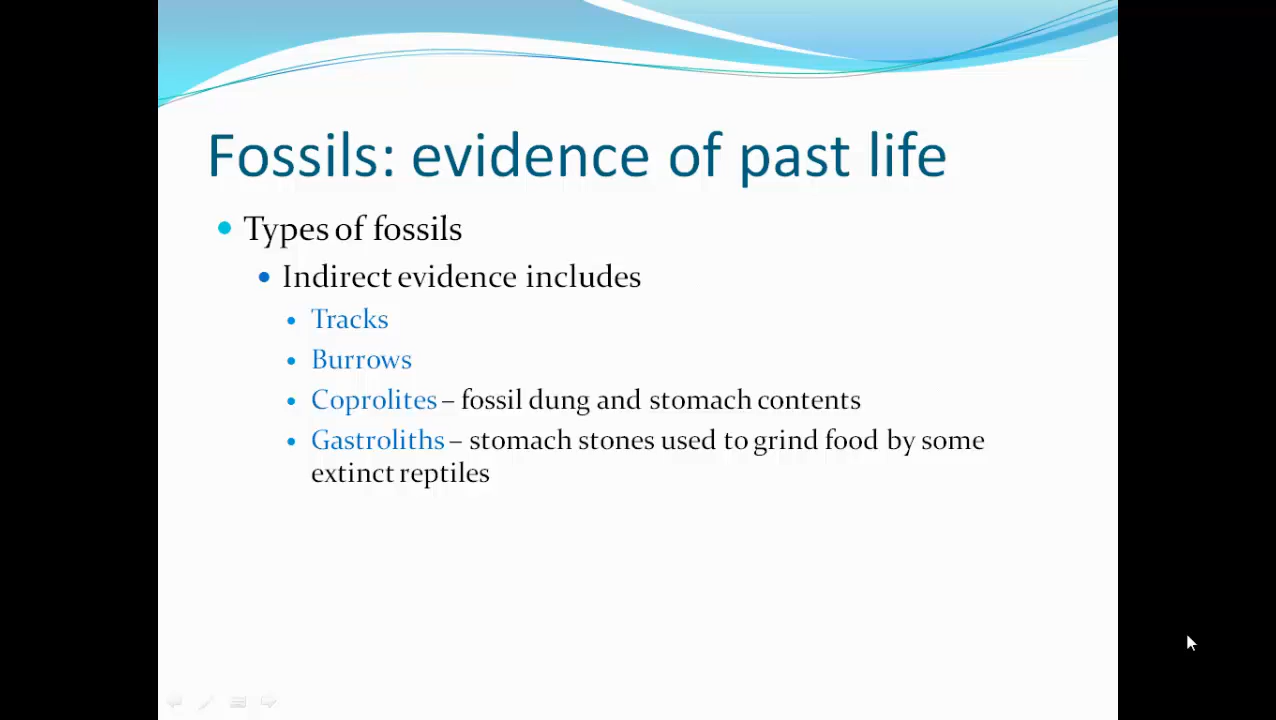 Fossils: evidence of past life
Types of fossils
Indirect evidence includes
Tracks
Burrows
Coprolites – fossil dung and stomach contents
Gastroliths – stomach stones used to grind food by some
extinct reptiles